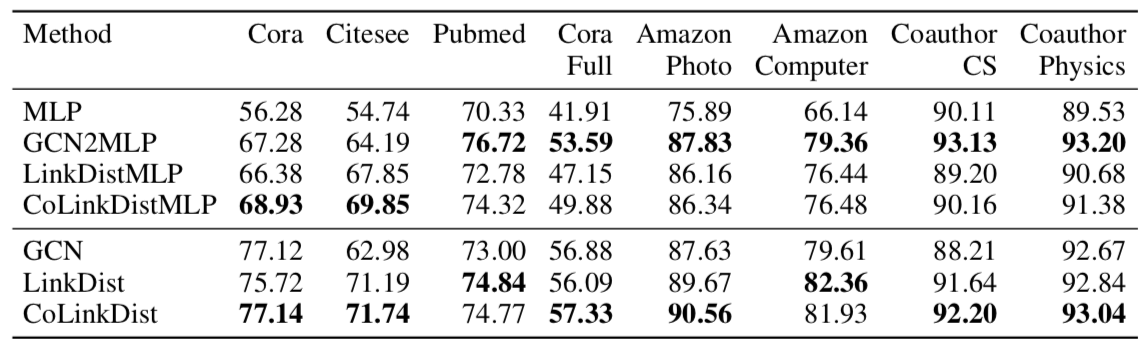 Method Cora Citesee Pubmed Cora Amazon Amazon Coauthor Coauthor
Full Photo Computer CS Physics
MLP 56.28 54.74 70.33 41.91 75.89 66.14 90.11 89.53
GCN2MLP 67.28 64.19 76.72 53.59 87.83 79.36 93.13 93.20
LinkDistMLP 66.38 67.85 72.78 47.15 86.16 76.44 89.20 90.68
CoLinkDistMLP 68.93 69.85 74.32 49.88 86.34 76.48 90.16 91.38
GCN 77.12 62.98 73.00 56.88 87.63 79.61 88.21 92.67
LinkDist 75.72 71.19 74.84 56.09 89.67 82.36 91.64 92.84
CoLinkDist 77.14 71.74 74.77 57.33 90.56 81.93 92.20 93.04